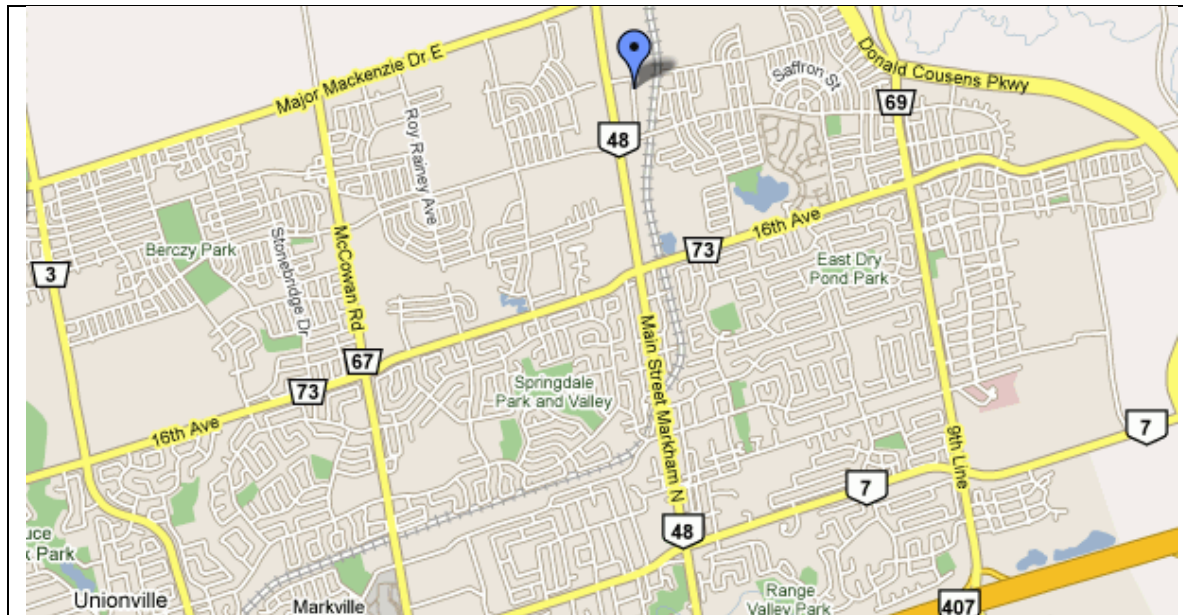 Major Mackenzie Dr E
Donald Cousens Pkwy
Saffron St
69
48
Roy Rainey Ave
16th Ave
73
Berczy Park
Stonebridge Dr
McCowan Rd
East Dry
Pond Park
3
67
73
Springdale
Park and Valley
Main Street Markham N
16th Ave
9th Line
7
7
48
uce
k Park
Unionville
Markville
Range
Valley Park
407